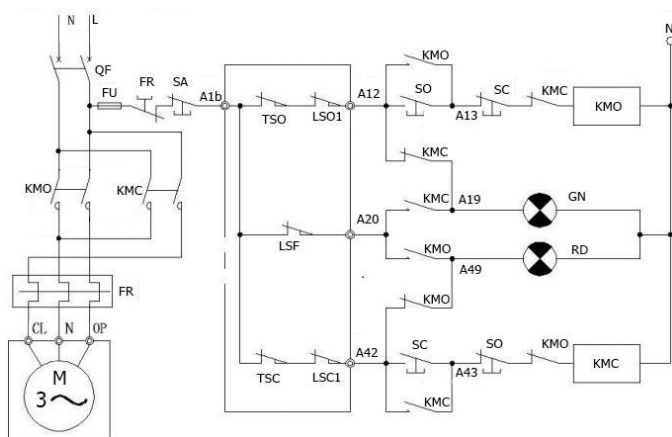 N L
N
QF
KMO
FU
FR
SA
A1b
TSO
LSO1
A12
SO
A13
SC
KMC
KMO
KMC
KMO
KMC
KMC
A19
GN
LSF
A20
KMO
A49
RD
KMO
FR
CL N OP
M
3
TSC
LSC1
A42
SC
A43
SO
KMO
KMC
KMC